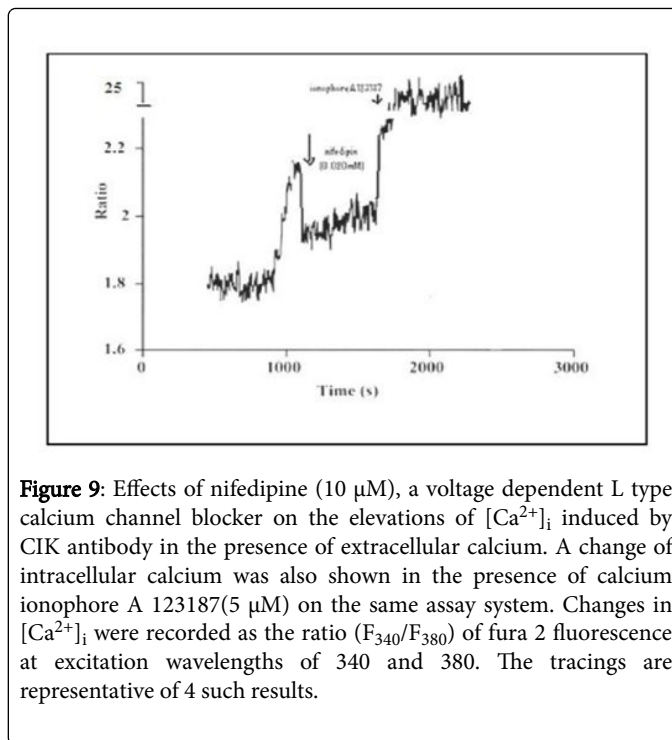 25
ionophore A 123187
2.2
nifedipin
(0.020mM)
Ratio
2
1.8
1.6
0
1000
2000
3000
Time (s)
Figure 9: Effects of nifedipine (10 μM), a voltage dependent L type
calcium channel blocker on the elevations of [Ca²⁺]ᵢ induced by
CIK antibody in the presence of extracellular calcium. A change of
intracellular calcium was also shown in the presence of calcium
ionophore A 123187(5 μM) on the same assay system. Changes in
[Ca²⁺]ᵢ were recorded as the ratio (F₃₄₀/F₃₈₀) of fura 2 fluorescence
at excitation wavelengths of 340 and 380. The tracings are
representative of 4 such results.